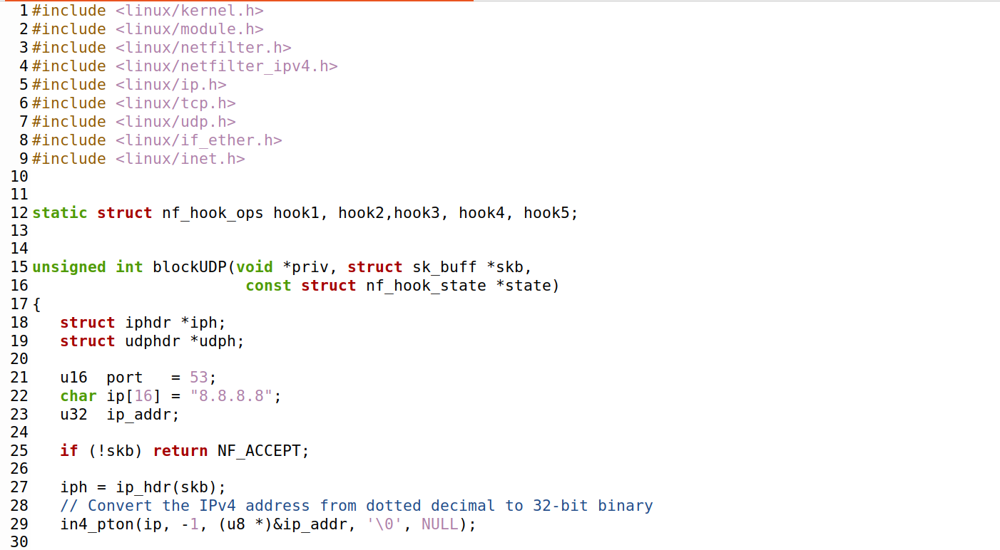 1 #include <linux/kernel.h>
2 #include <linux/module.h>
3 #include <linux/netfilter.h>
4 #include <linux/netfilter_ipv4.h>
5 #include <linux/ip.h>
6 #include <linux/tcp.h>
7 #include <linux/udp.h>
8 #include <linux/if_ether.h>
9 #include <linux/inet.h>
10
11
12 static struct nf_hook_ops hook1, hook2,hook3, hook4, hook5;
13
14
15 unsigned int blockUDP(void *priv, struct sk_buff *skb,
16                        const struct nf_hook_state *state)
17 {
18    struct iphdr *iph;
19    struct udphdr *udph;
20
21    u16  port   = 53;
22    char ip[16] = "8.8.8.8";
23    u32  ip_addr;
24
25    if (!skb) return NF_ACCEPT;
26
27    iph = ip_hdr(skb);
28    // Convert the IPv4 address from dotted decimal to 32-bit binary
29    in4_pton(ip, -1, (u8 *)&ip_addr, '\0', NULL);
30